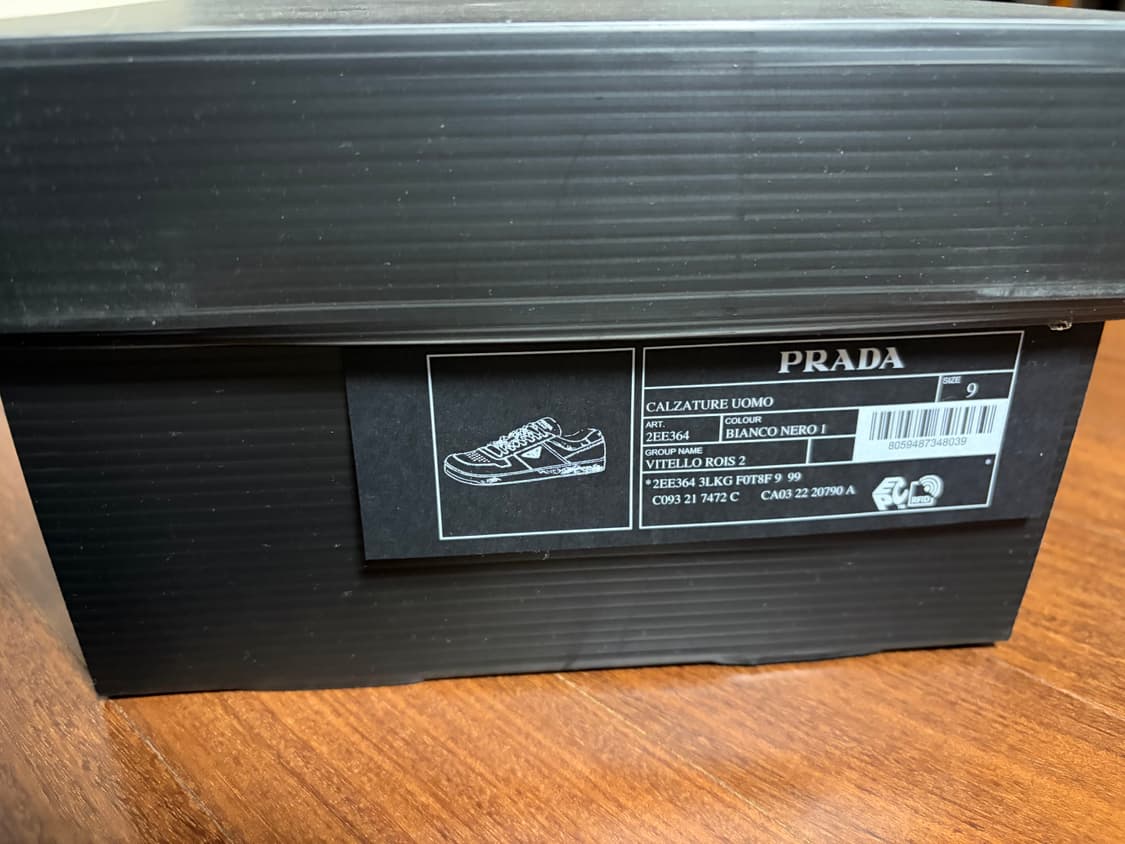 PRADA
SIZE
9
CALZATURE UOMO
ART.
2EE364
COLOUR
BIANCO NERO 1
GROUP NAME
VITELLO ROIS 2
8059487348039
*2EE364 3LKG F0T8F 9 99 *
C093 21 7472 C CA03 22 20790 A
EPC
RFID